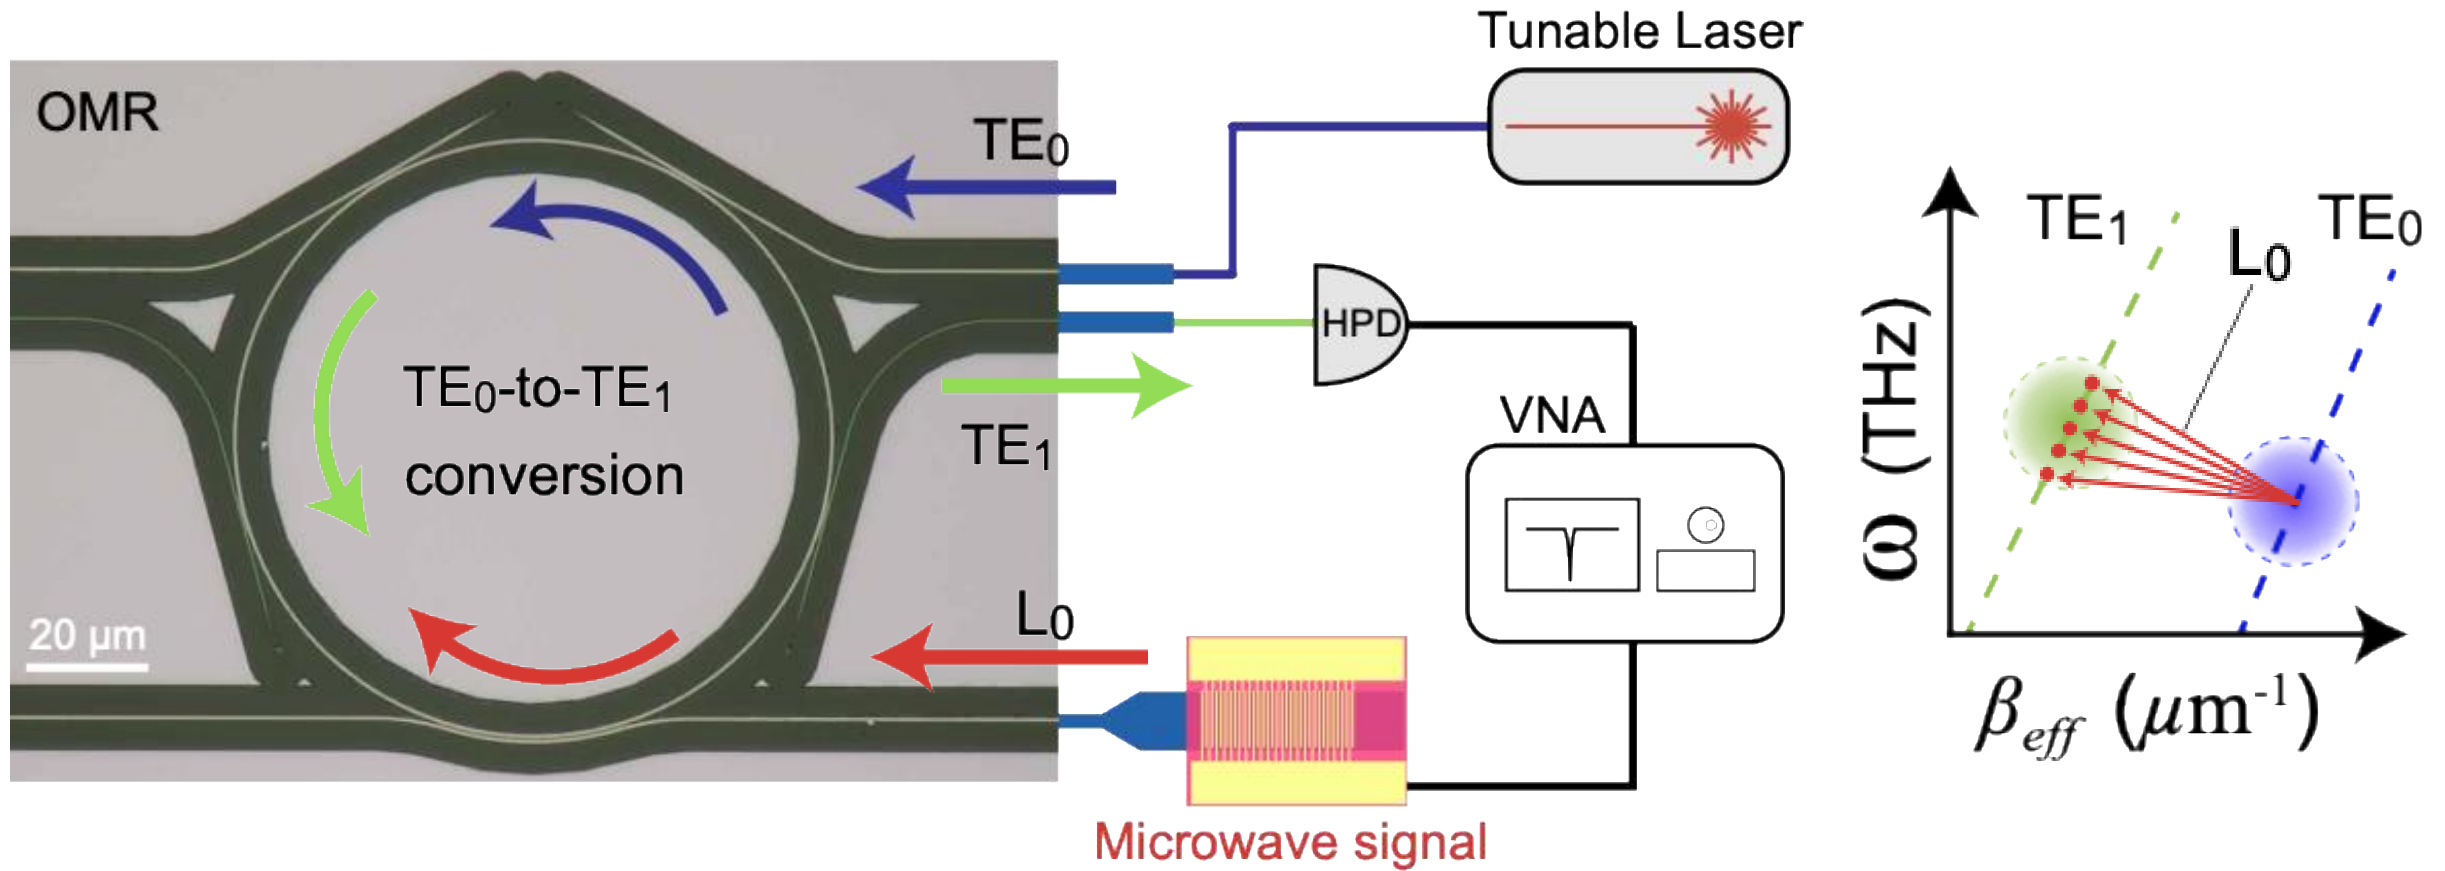 Tunable Laser
OMR
TE₀
TE₁
TE₀
L₀
HPD
TE₀-to-TE₁
conversion
VNA
TE₁
ω (THz)
L₀
20 μm
β_eff (μm⁻¹)
Microwave signal